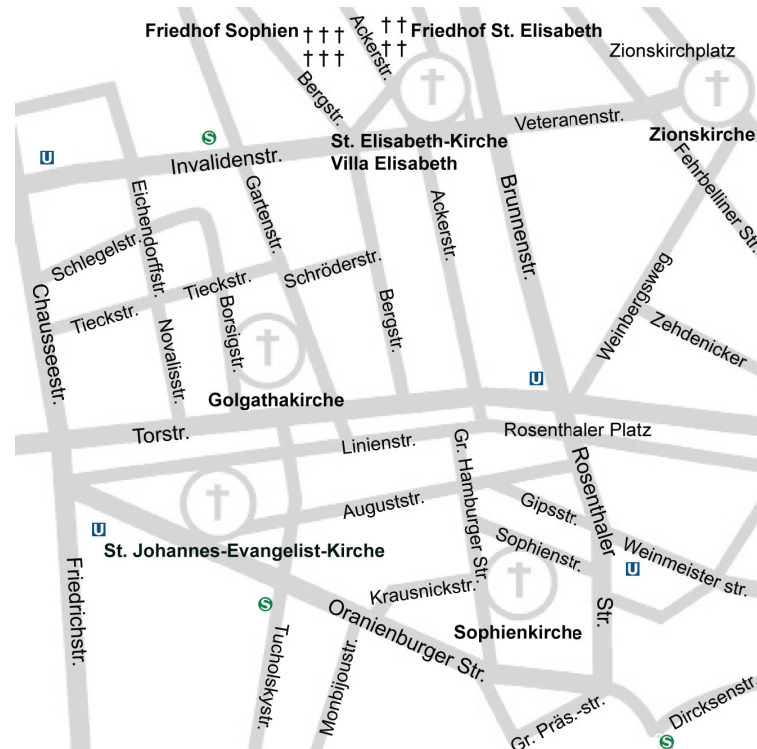 Friedhof Sophien
††† †††
Ackerstr.
†† ††
Friedhof St. Elisabeth
Zionskirchplatz
Bergstr.
U
S
Invalidenstr.
St. Elisabeth-Kirche
Villa Elisabeth
Veteranenstr.
Zionskirche
Fehrbelliner Str.
Eichendorffstr.
Gartenstr.
Ackerstr.
Brunnenstr.
Schlegelstr.
Tieckstr.
Tieckstr.
Schröderstr.
Chausseestr.
Novalisstr.
Borsigstr.
Bergstr.
Weinbergsweg
Zehdenicker
U
Golgathakirche
Torstr.
Linienstr.
Rosenthaler Platz
Gr. Hamburger Str.
Rosenthaler
Str.
Auguststr.
Gipsstr.
Sophienstr.
Weinmeister str.
U
U
St. Johannes-Evangelist-Kirche
Friedrichstr.
S
Krausnickstr.
Oranienburger Str.
Sophienkirche
Tucholskystr.
Monbijoustr.
Gr. Präs.-str.
Dircksenstr.
S